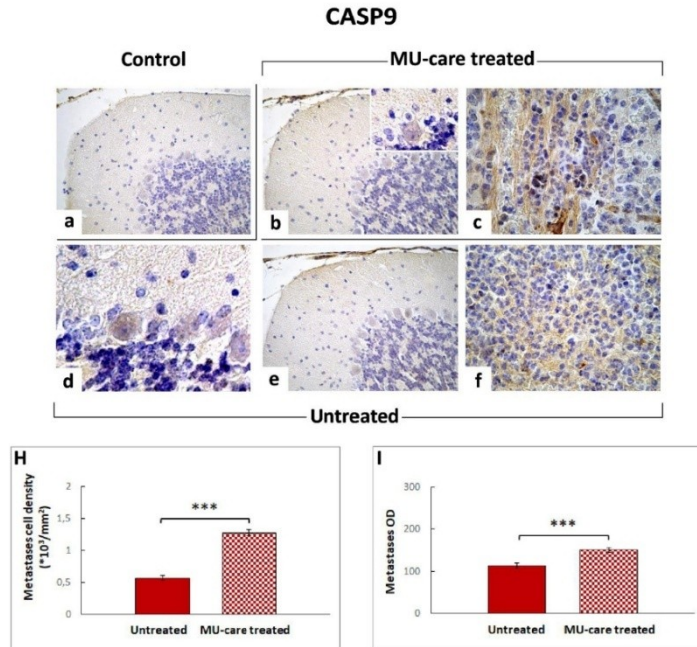 CASP9
Control
MU-care treated
a
b
c
d
e
f
Untreated
H
Metastases cell density
(*10³/mm²)
2
1,5
1
0,5
0
***
Untreated
MU-care treated
I
Metastases OD
300
200
100
0
***
Untreated
MU-care treated